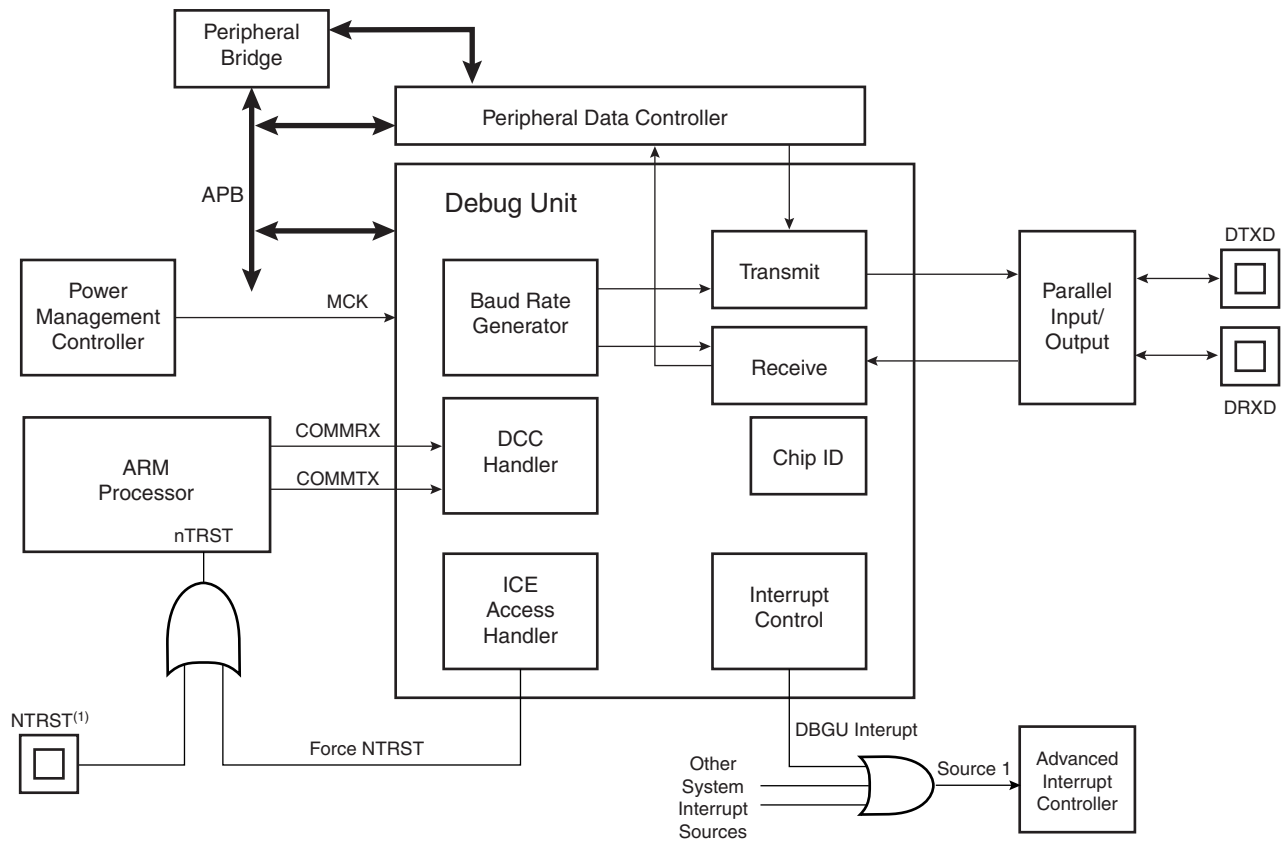 Peripheral
Bridge
Peripheral Data Controller
APB
Debug Unit
Power
Management
Controller
MCK
Baud Rate
Generator
Transmit
Receive
Parallel
Input/
Output
DTXD
DRXD
ARM
Processor
nTRST
COMMRX
COMMTX
DCC
Handler
Chip ID
ICE
Access
Handler
Interrupt
Control
NTRST(1)
Force NTRST
DBGU Interupt
Other
System
Interrupt
Sources
Source 1
Advanced
Interrupt
Controller